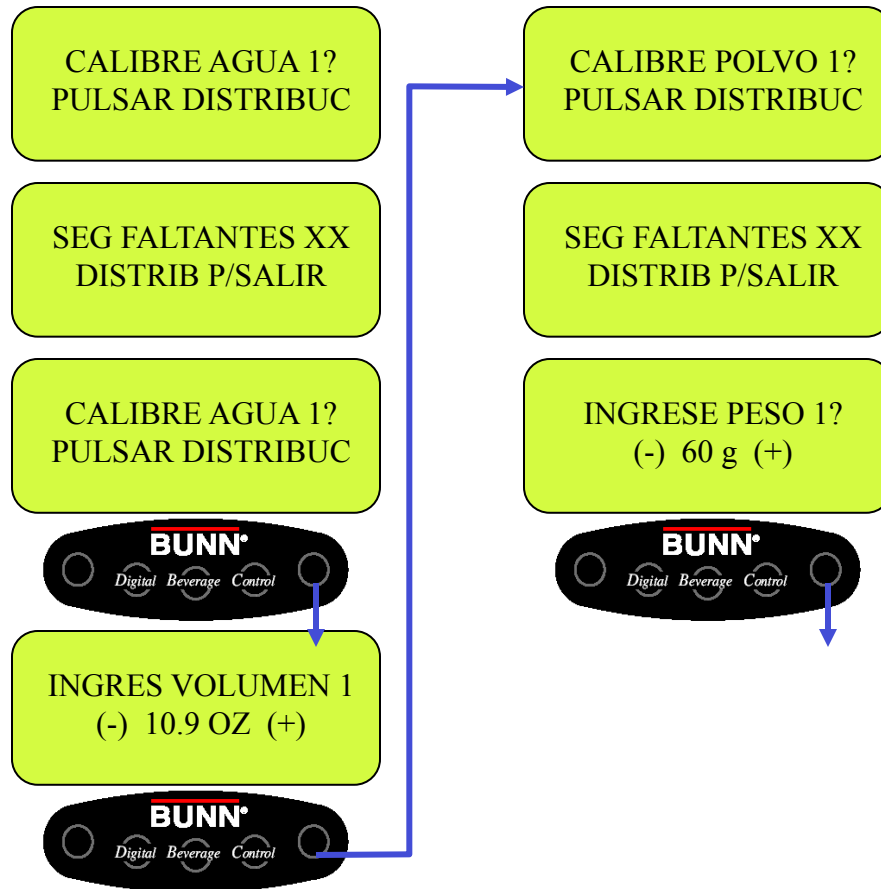 CALIBRE AGUA 1?
PULSAR DISTRIBUC
SEG FALTANTES XX
DISTRIB P/SALIR
CALIBRE AGUA 1?
PULSAR DISTRIBUC
BUNN
Digital Beverage Control
INGRES VOLUMEN 1
(-) 10.9 OZ (+)
BUNN
Digital Beverage Control
CALIBRE POLVO 1?
PULSAR DISTRIBUC
SEG FALTANTES XX
DISTRIB P/SALIR
INGRESE PESO 1?
(-) 60 g (+)
BUNN
Digital Beverage Control